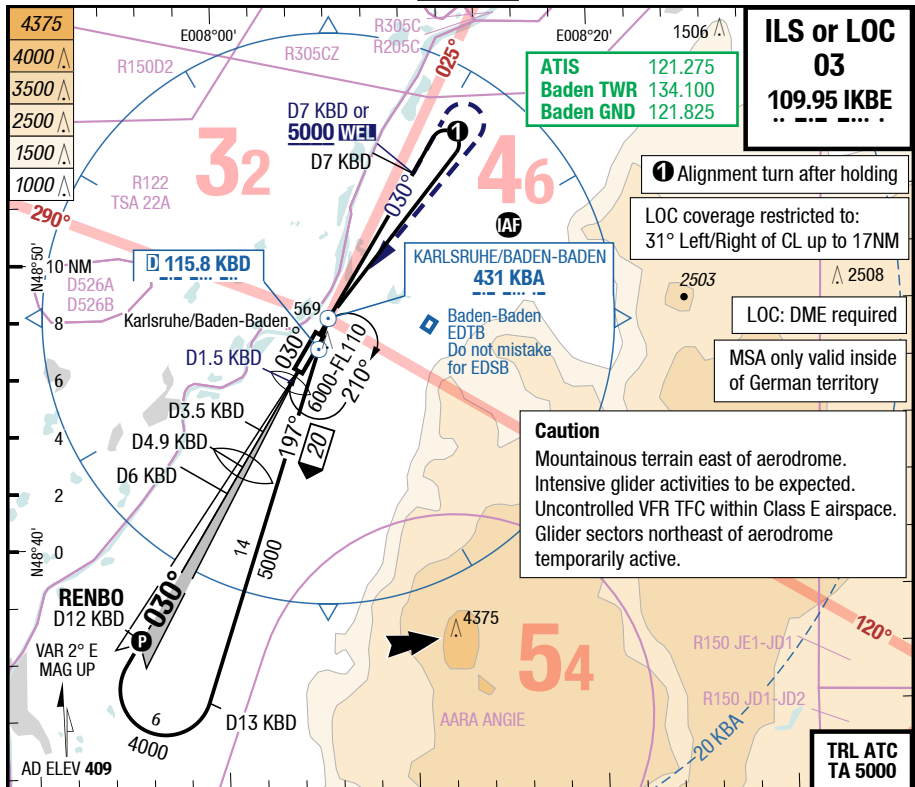 4375
4000
3500
2500
1500
1000
E008°00'
R305C
R205C
R305CZ
R150D2
025°
E008°20'
1506
ILS or LOC
03
109.95 IKBE
ATIS 121.275
Baden TWR 134.100
Baden GND 121.825
D7 KBD or
5000 WEL
D7 KBD
1
32
46
R122
TSA 22A
030°
IAF
1 Alignment turn after holding
LOC coverage restricted to:
31° Left/Right of CL up to 17NM
290°
N48°50'
10 NM
D526A
D526B
D 115.8 KBD
KARLSRUHE/BADEN-BADEN
431 KBA
2503
2508
569
Karlsruhe/Baden-Baden
Baden-Baden
EDTB
Do not mistake
for EDSB
LOC: DME required
8
D1.5 KBD
030°
6000-FL110
210°
MSA only valid inside
of German territory
6
D3.5 KBD
197°
20
4
D4.9 KBD
D6 KBD
2
Caution
Mountainous terrain east of aerodrome.
Intensive glider activities to be expected.
Uncontrolled VFR TFC within Class E airspace.
Glider sectors northeast of aerodrome
temporarily active.
N48°40'
0
14
5000
RENBO
D12 KBD
030°
P
4375
54
120°
VAR 2° E
MAG UP
R150 JE1-JD1
R150 JD1-JD2
D13 KBD
AARA ANGIE
20 KBA
6
4000
AD ELEV 409
TRL ATC
TA 5000